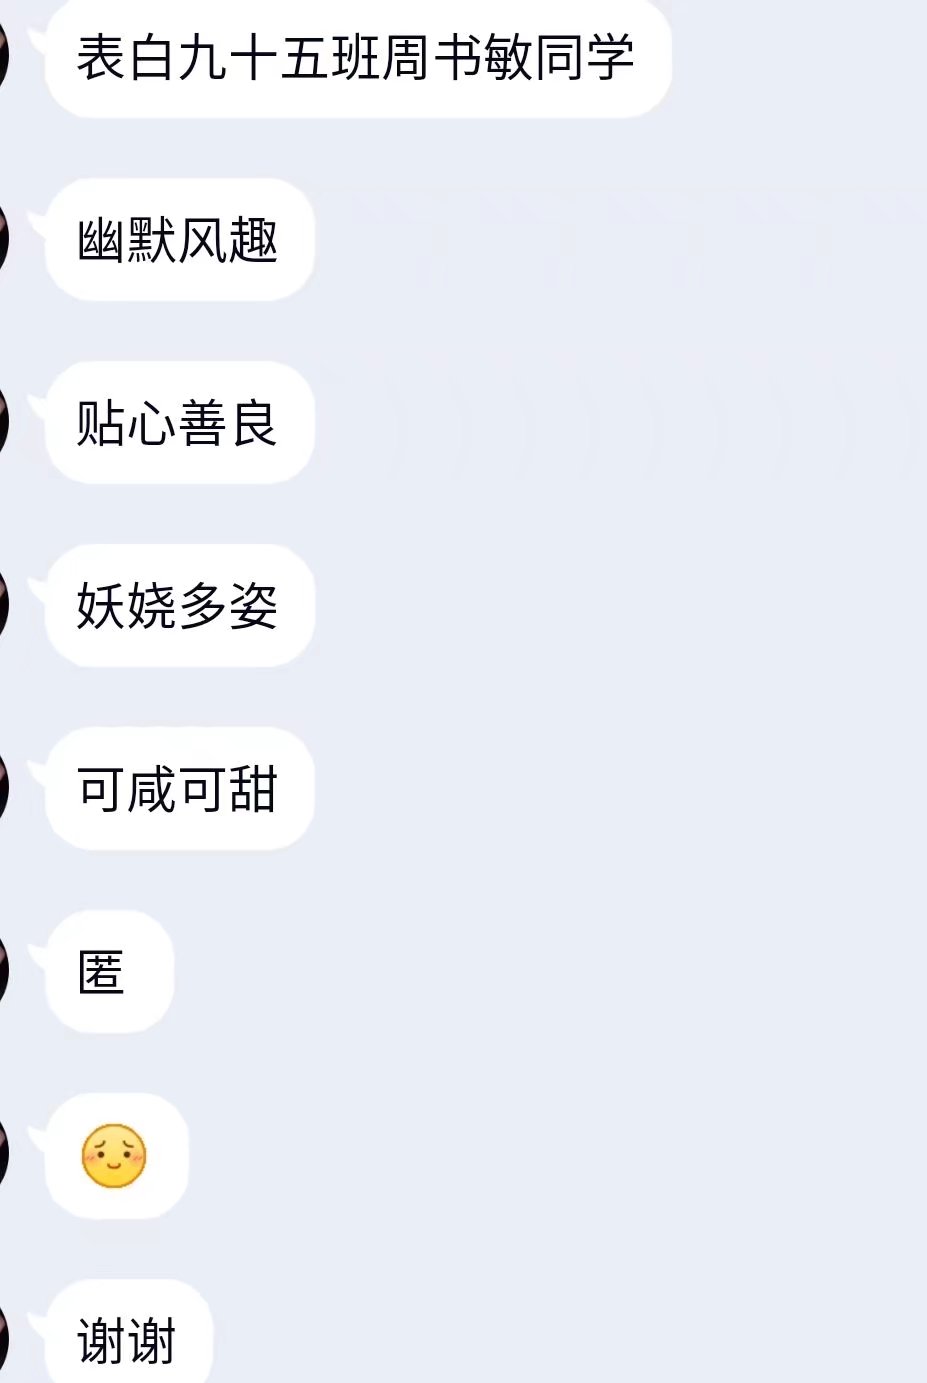 表白九十五班周书敏同学
幽默风趣
贴心善良
妖娆多姿
可咸可甜
匿
谢谢